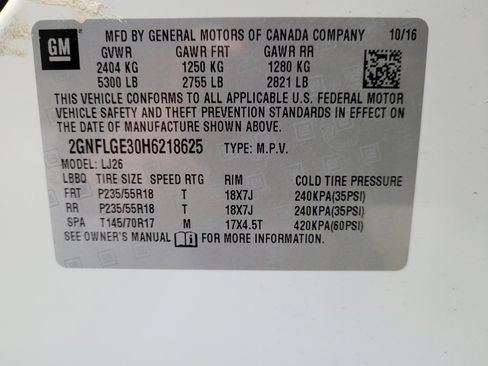 GM
MFD BY GENERAL MOTORS OF CANADA COMPANY 10/16
GVWR GAWR FRT GAWR RR
2404 KG 1250 KG 1280 KG
5300 LB 2755 LB 2821 LB
THIS VEHICLE CONFORMS TO ALL APPLICABLE U.S. FEDERAL MOTOR
VEHICLE SAFETY AND THEFT PREVENTION STANDARDS IN EFFECT ON
THE DATE OF MANUFACTURE SHOWN ABOVE.
2GNFLGE30H6218625 TYPE: M.P.V.
MODEL: LJ26
LBBQ TIRE SIZE SPEED RTG RIM COLD TIRE PRESSURE
FRT P235/55R18 T 18X7J 240KPA(35PSI)
RR P235/55R18 T 18X7J 240KPA(35PSI)
SPA T145/70R17 M 17X4.5T 420KPA(60PSI)
SEE OWNER'S MANUAL FOR MORE INFORMATION.